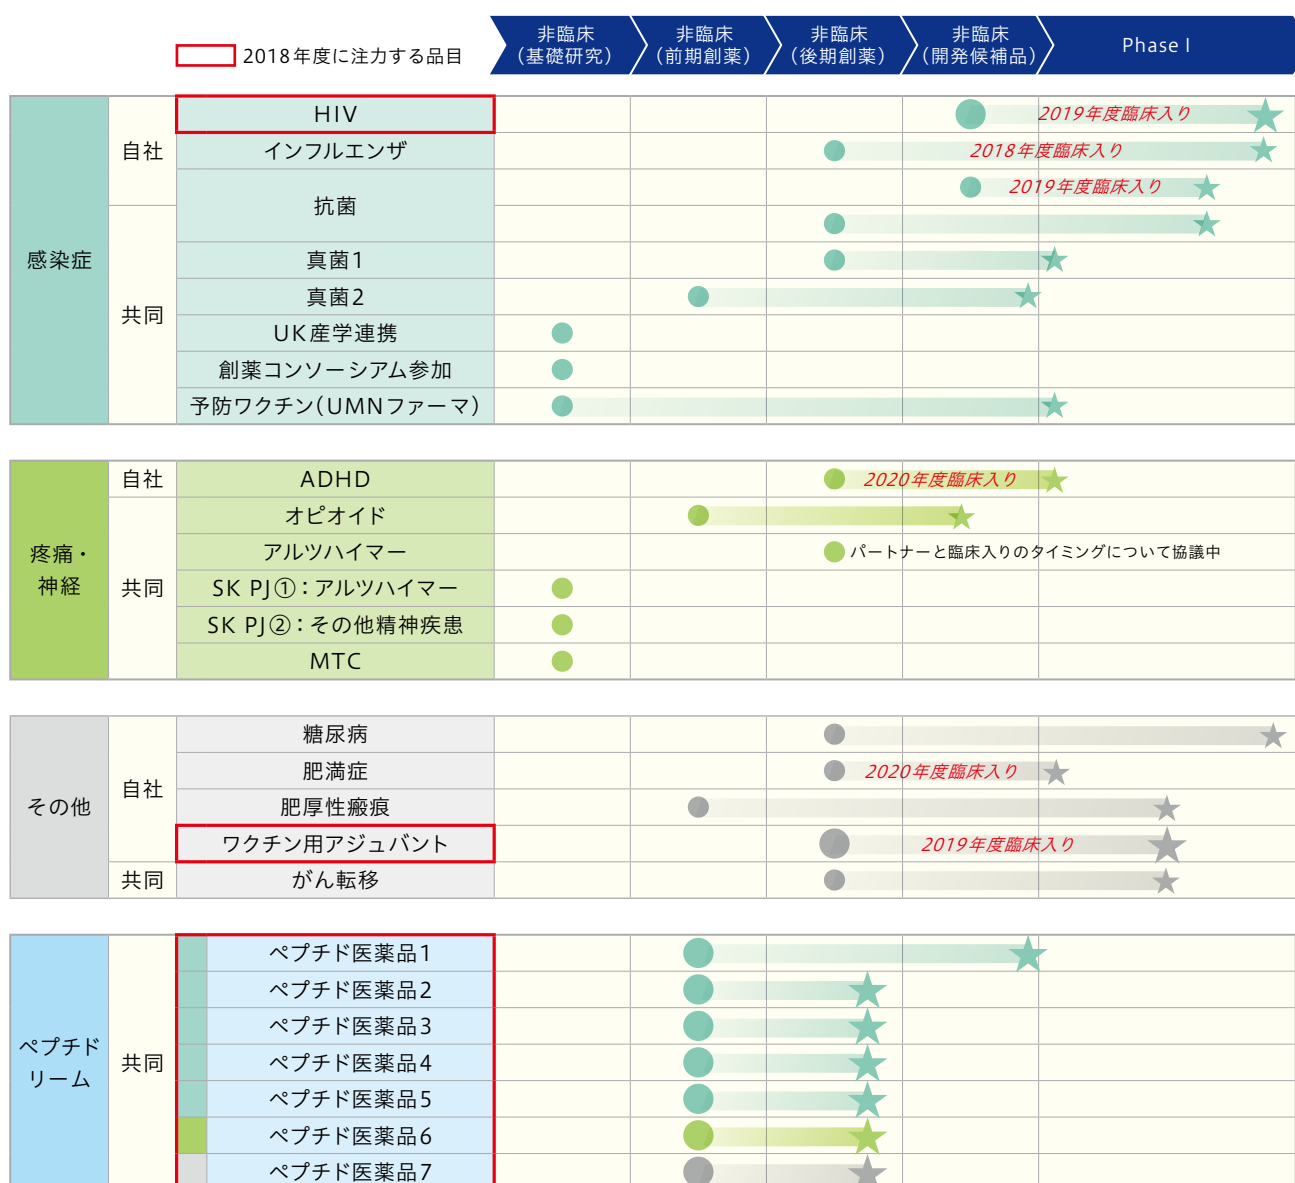 2018年度に注力する品目
非臨床
（基礎研究）
非臨床
（前期創薬）
非臨床
（後期創薬）
非臨床
（開発候補品）
Phase I
感染症
自社
HIV
2019年度臨床入り
インフルエンザ
2018年度臨床入り
抗菌
2019年度臨床入り
共同
真菌1
真菌2
UK産学連携
創薬コンソーシアム参加
予防ワクチン（UMNファーマ）
疼痛・
神経
自社
ADHD
2020年度臨床入り
共同
オピオイド
アルツハイマー
パートナーと臨床入りのタイミングについて協議中
SK PJ①：アルツハイマー
SK PJ②：その他精神疾患
MTC
その他
自社
糖尿病
肥満症
2020年度臨床入り
肥厚性瘢痕
ワクチン用アジュバント
2019年度臨床入り
共同
がん転移
ペプチド
リーム
共同
ペプチド医薬品1
ペプチド医薬品2
ペプチド医薬品3
ペプチド医薬品4
ペプチド医薬品5
ペプチド医薬品6
ペプチド医薬品7